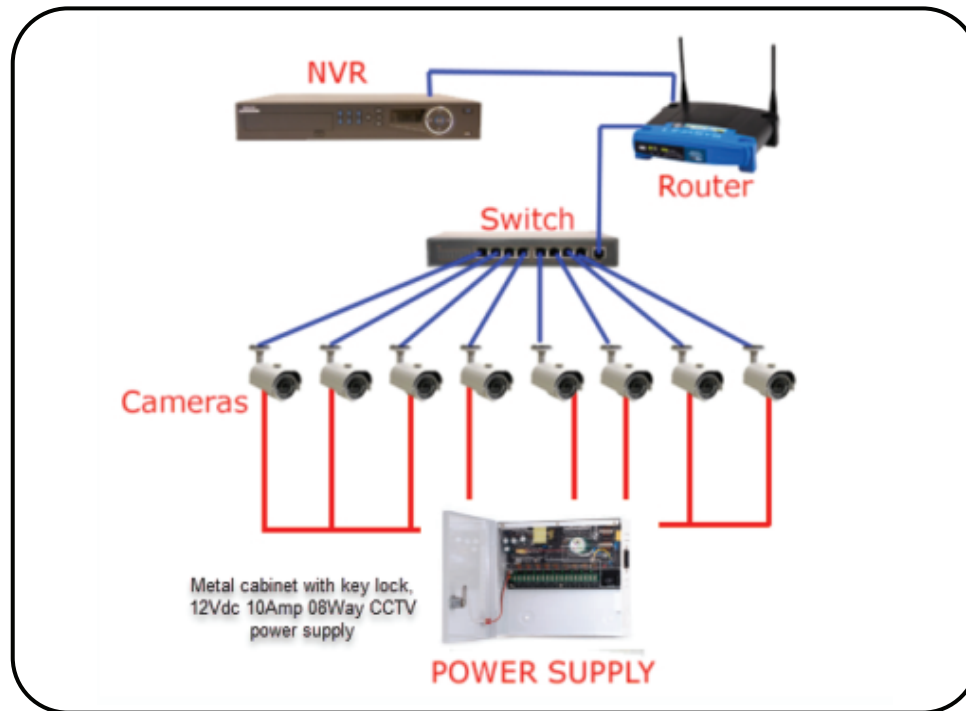 NVR
Router
Switch
Cameras
Metal cabinet with key lock,
12Vdc 10Amp 08Way CCTV
power supply
POWER SUPPLY